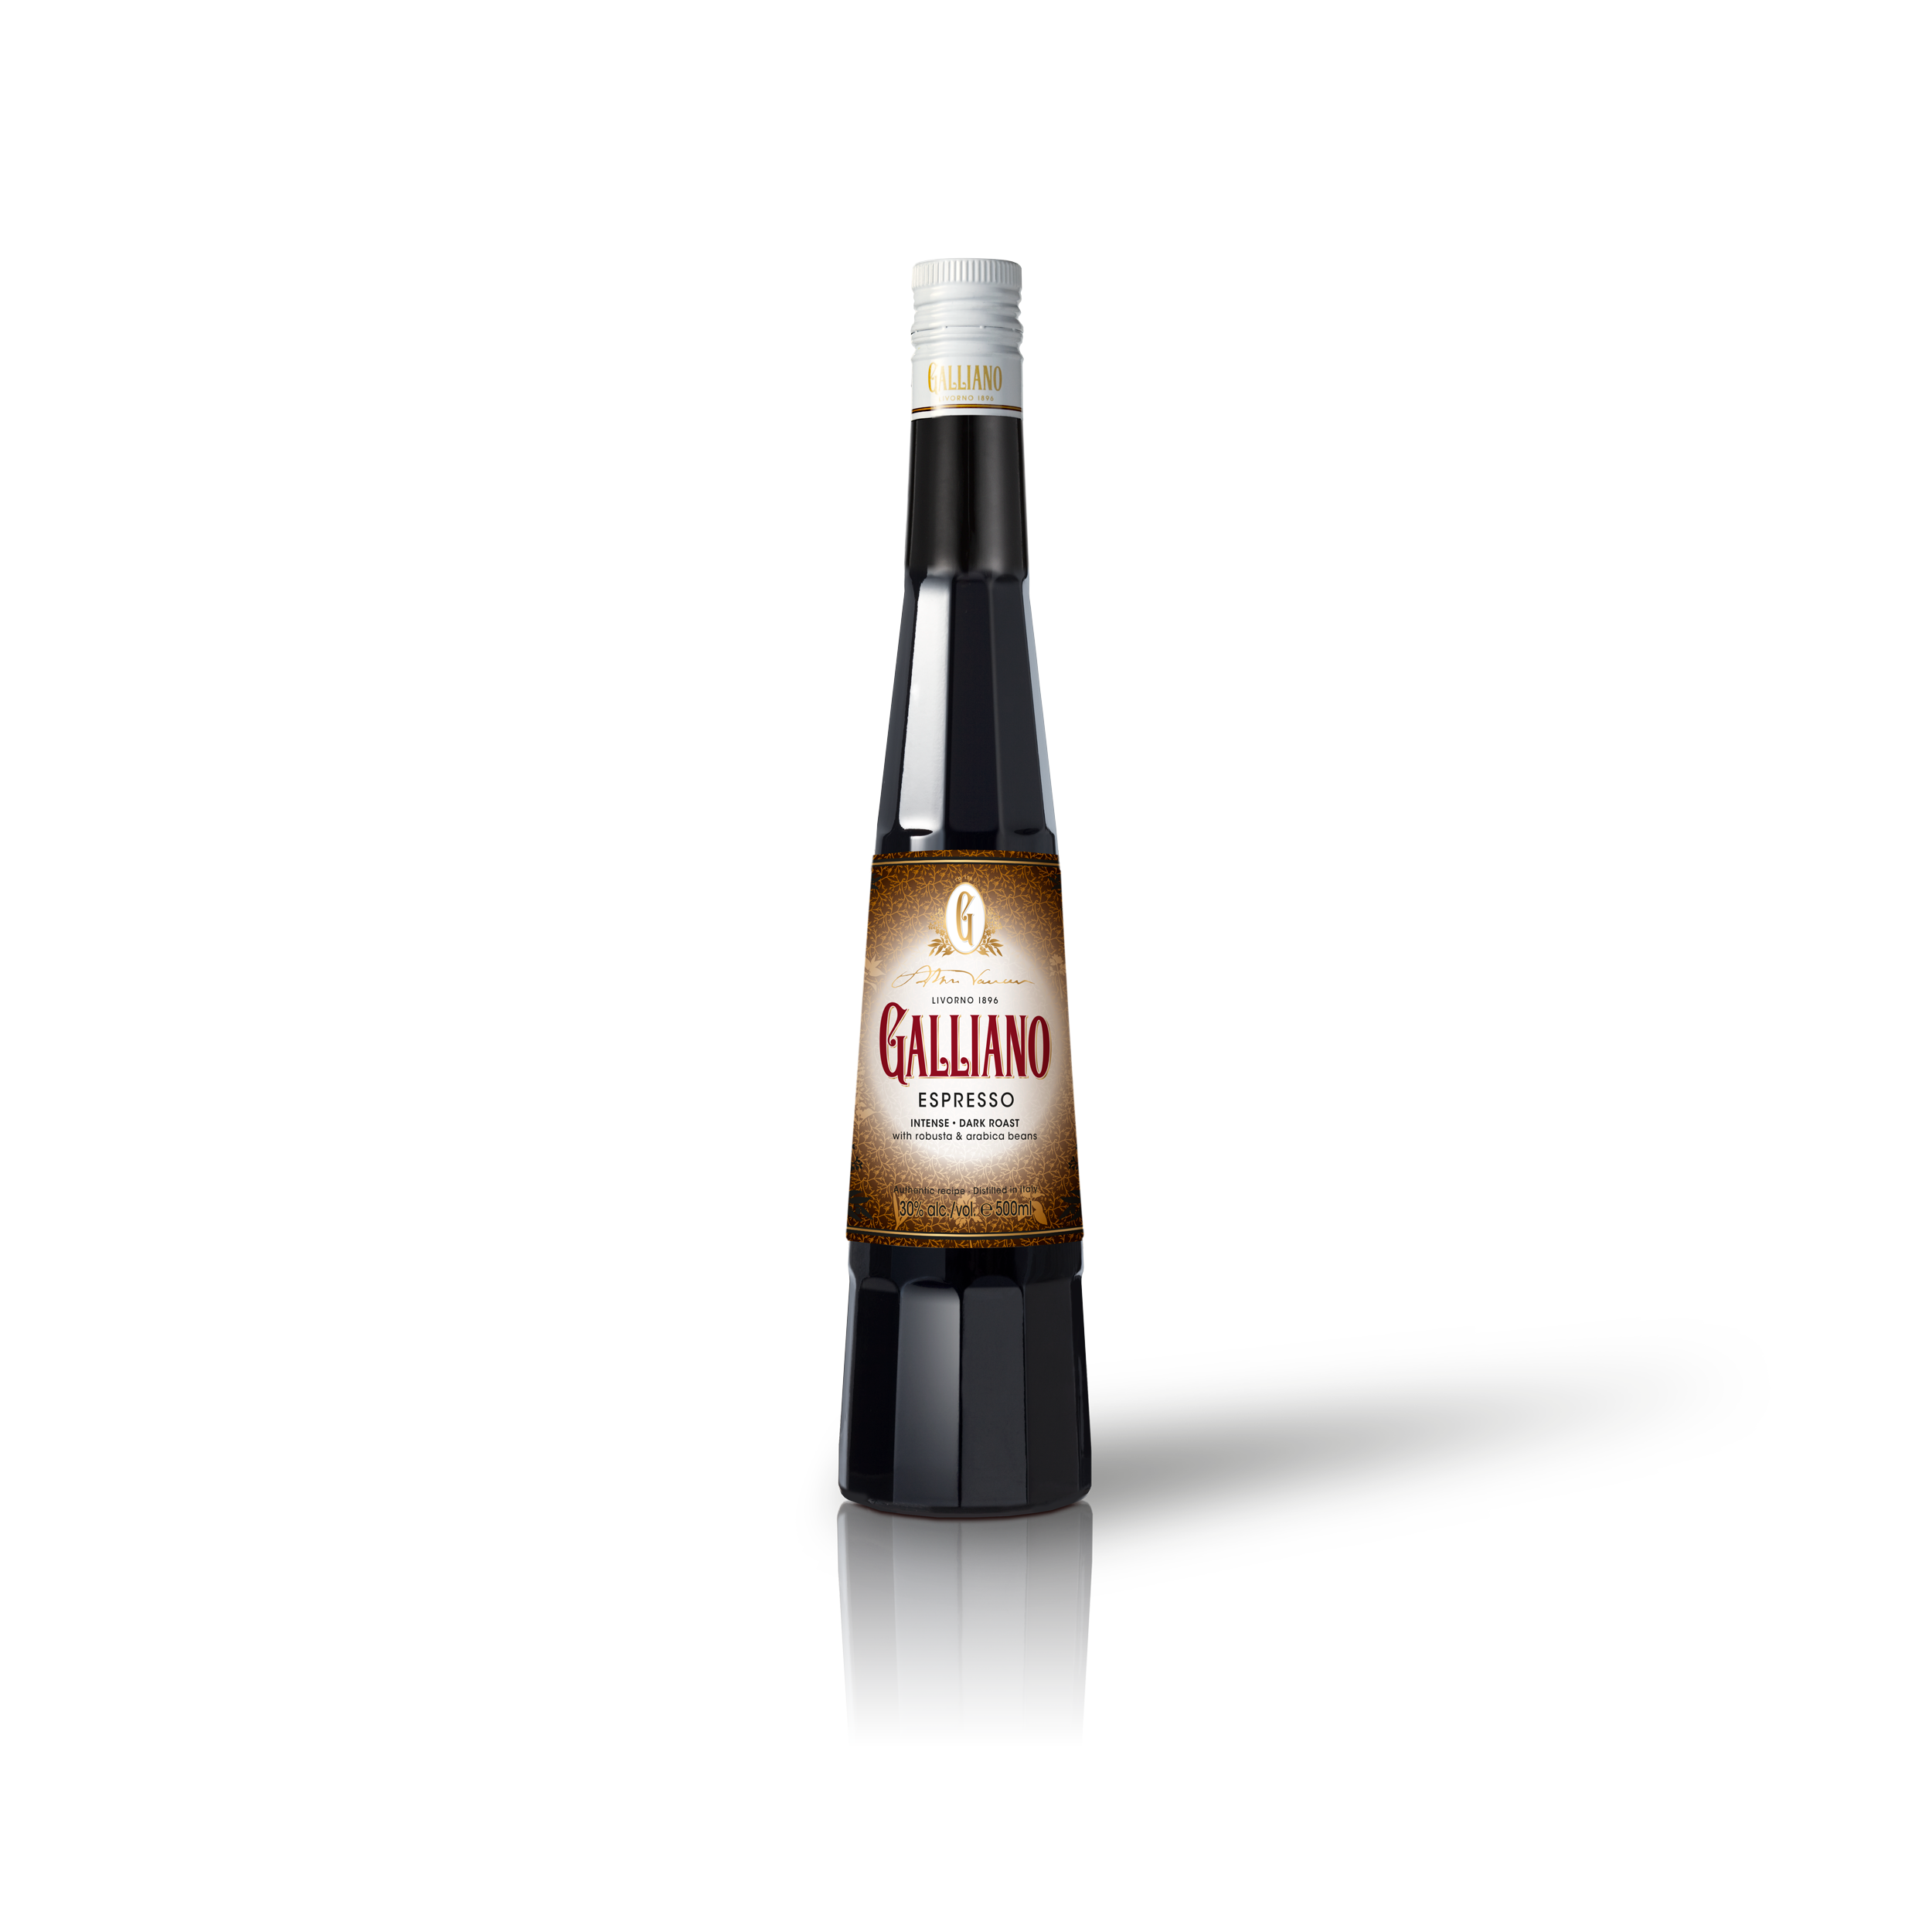 GALLIANO
LIVORNO 1896
G
LIVORNO 1896
GALLIANO
ESPRESSO
INTENSE • DARK ROAST
with robusta & arabica beans
Authentic recipe - Distilled in Italy
30% alc./vol. ℮ 500ml